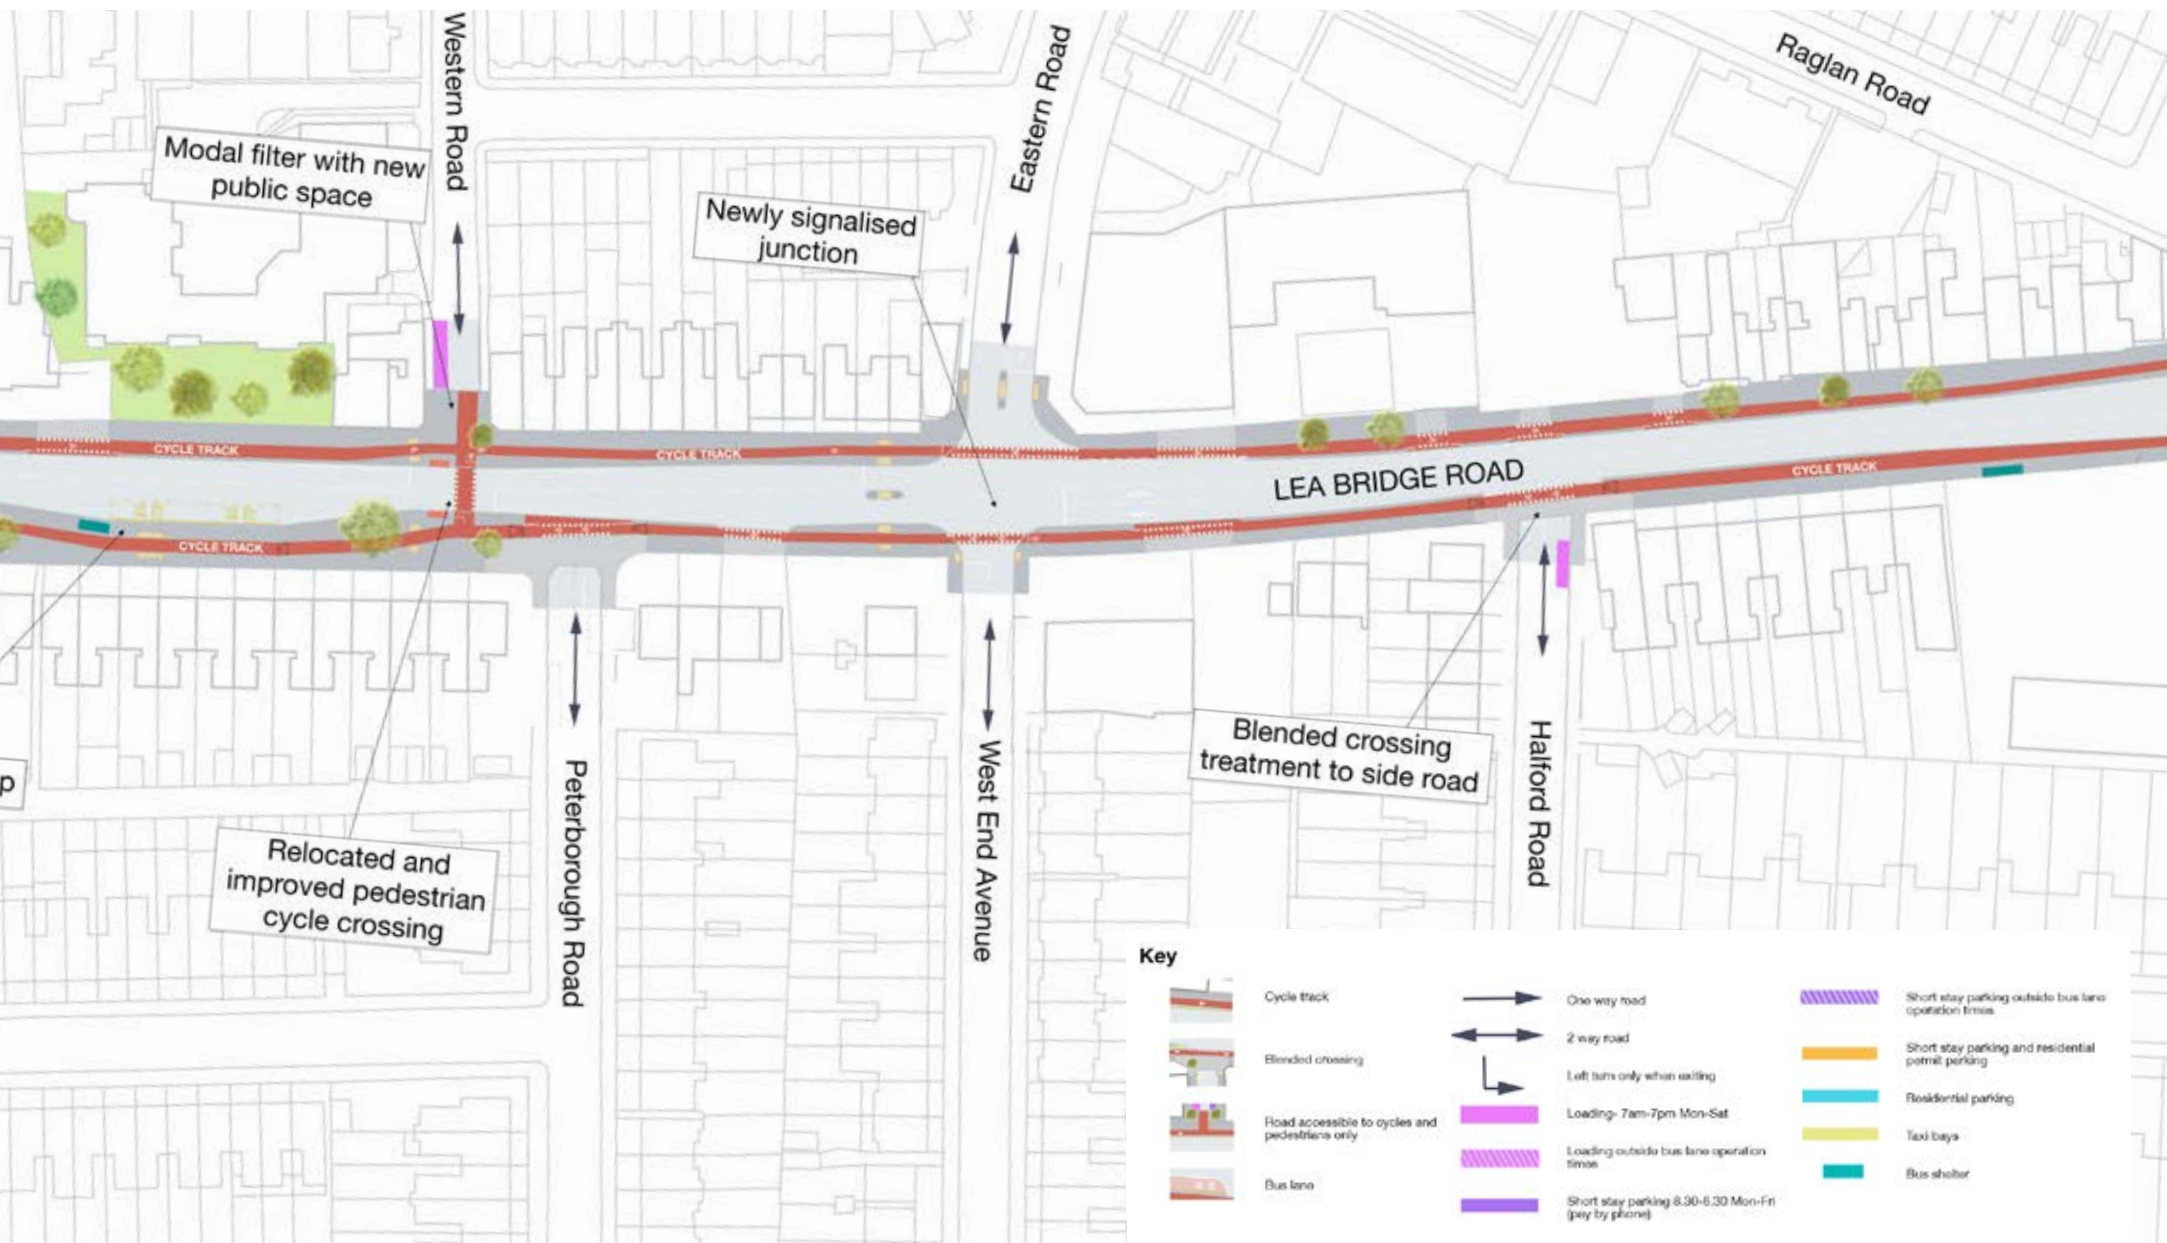 Western Road
Eastern Road
Raglan Road
Modal filter with new
public space
Newly signalised
junction
CYCLE TRACK
CYCLE TRACK
LEA BRIDGE ROAD
CYCLE TRACK
CYCLE TRACK
Blended crossing
treatment to side road
Halford Road
West End Avenue
Peterborough Road
p
Relocated and
improved pedestrian
cycle crossing
Key
Cycle track
Blended crossing
Road accessible to cycles and
pedestrians only
Bus lane
One way road
2 way road
Left turn only when exiting
Loading- 7am-7pm Mon-Sat
Loading outside bus lane operation
times
Short stay parking 8.30-6.30 Mon-Fri
(pay by phone)
Short stay parking outside bus lane
operation times
Short stay parking and residential
permit parking
Residential parking
Taxi bays
Bus shelter